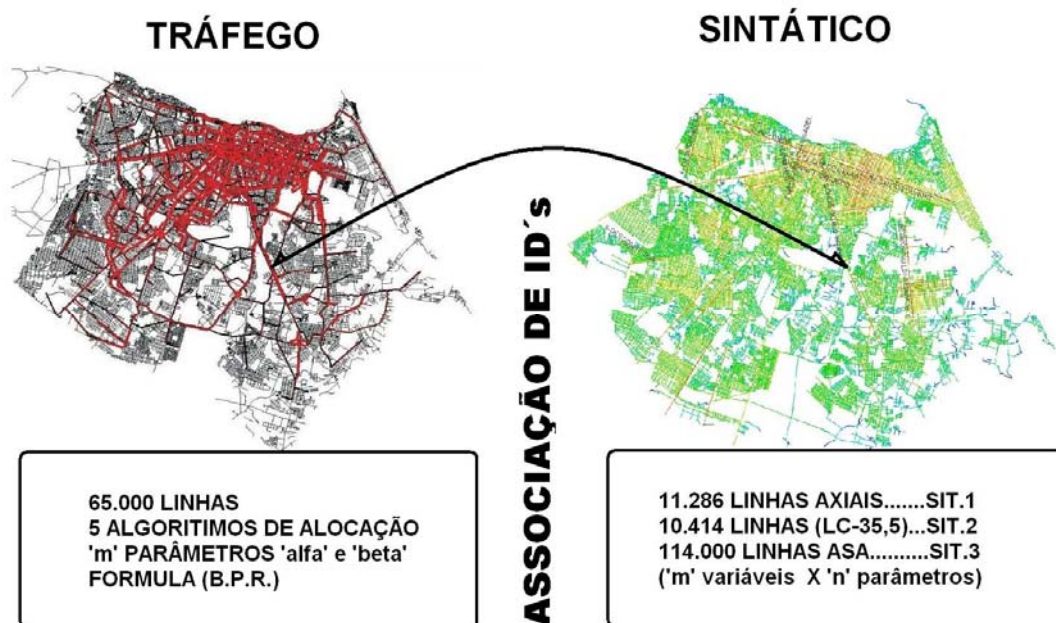 TRÁFEGO
SINTÁTICO
ASSOCIAÇÃO DE ID´s
65.000 LINHAS
5 ALGORITIMOS DE ALOCAÇÃO
'm' PARÂMETROS 'alfa' e 'beta'
FORMULA (B.P.R.)
11.286 LINHAS AXIAIS.......SIT.1
10.414 LINHAS (LC-35,5)...SIT.2
114.000 LINHAS ASA..........SIT.3
('m' variáveis X 'n' parâmetros)